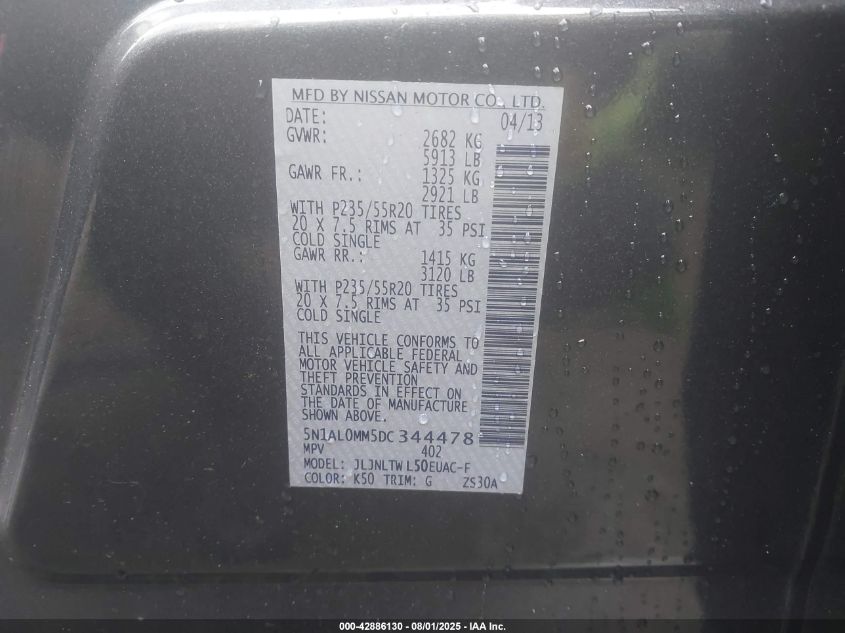 MFD BY NISSAN MOTOR CO., LTD.
DATE: 04/13
GVWR: 2682 KG
5913 LB
GAWR FR.: 1325 KG
2921 LB
WITH P235/55R20 TIRES
20 X 7.5 RIMS AT 35 PSI
COLD SINGLE
GAWR RR.: 1415 KG
3120 LB
WITH P235/55R20 TIRES
20 X 7.5 RIMS AT 35 PSI
COLD SINGLE
THIS VEHICLE CONFORMS TO
ALL APPLICABLE FEDERAL
MOTOR VEHICLE SAFETY AND
THEFT PREVENTION
STANDARDS IN EFFECT ON
THE DATE OF MANUFACTURE
SHOWN ABOVE.
5N1AL0MM5DC344478
MPV 402
MODEL: JLJNLTWL50EUAC-F
COLOR: K50 TRIM: G ZS30A
000-42886130 - 08/01/2025 - IAA Inc.